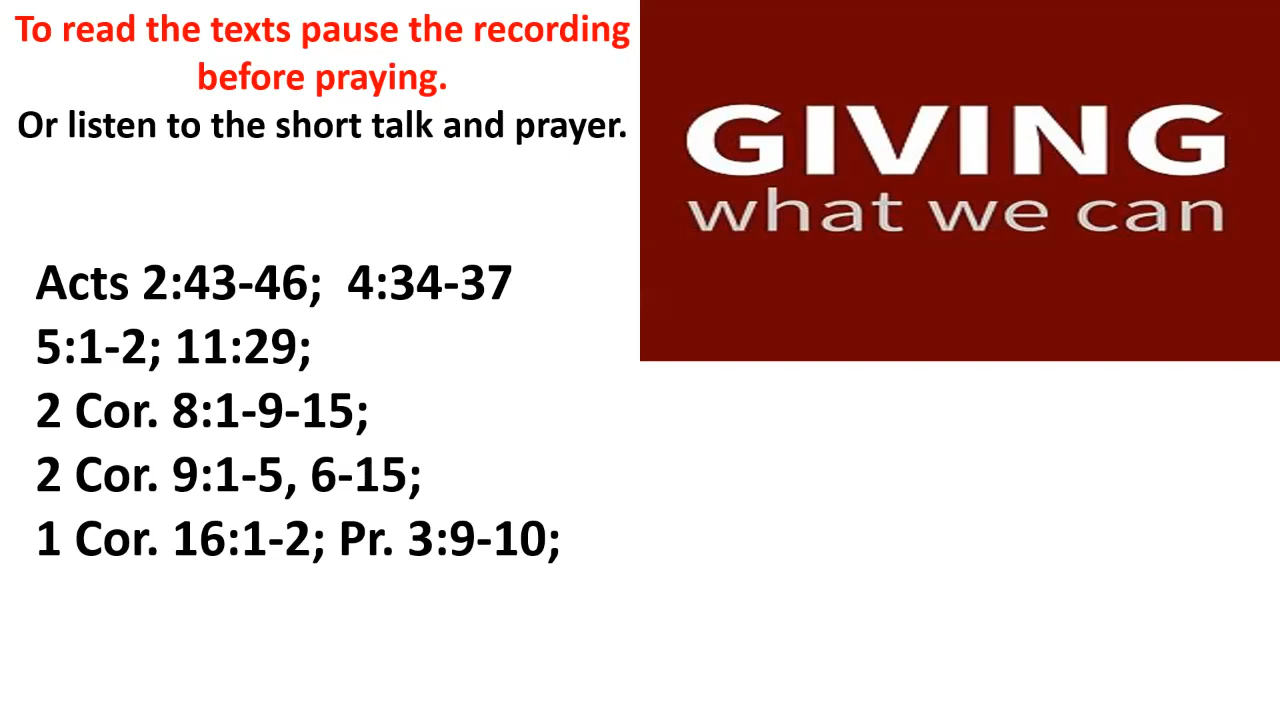 To read the texts pause the recording
before praying.
Or listen to the short talk and prayer.
GIVING
what we can
Acts 2:43-46;  4:34-37
5:1-2; 11:29;
2 Cor. 8:1-9-15;
2 Cor. 9:1-5, 6-15;
1 Cor. 16:1-2; Pr. 3:9-10;